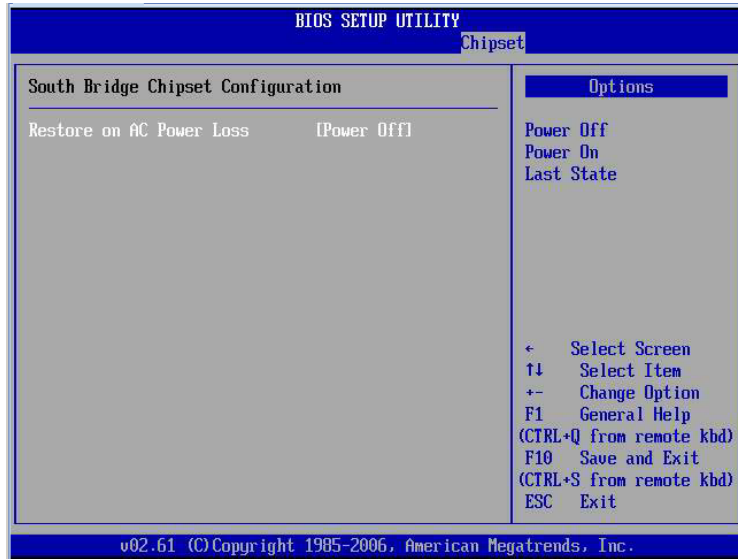 BIOS SETUP UTILITY
Chipset
South Bridge Chipset Configuration
Restore on AC Power Loss [Power Off]
Options
Power Off
Power On
Last State
← Select Screen
↑↓ Select Item
+- Change Option
F1 General Help
(CTRL+Q from remote kbd)
F10 Save and Exit
(CTRL+S from remote kbd)
ESC Exit
v02.61 (C)Copyright 1985-2006, American Megatrends, Inc.